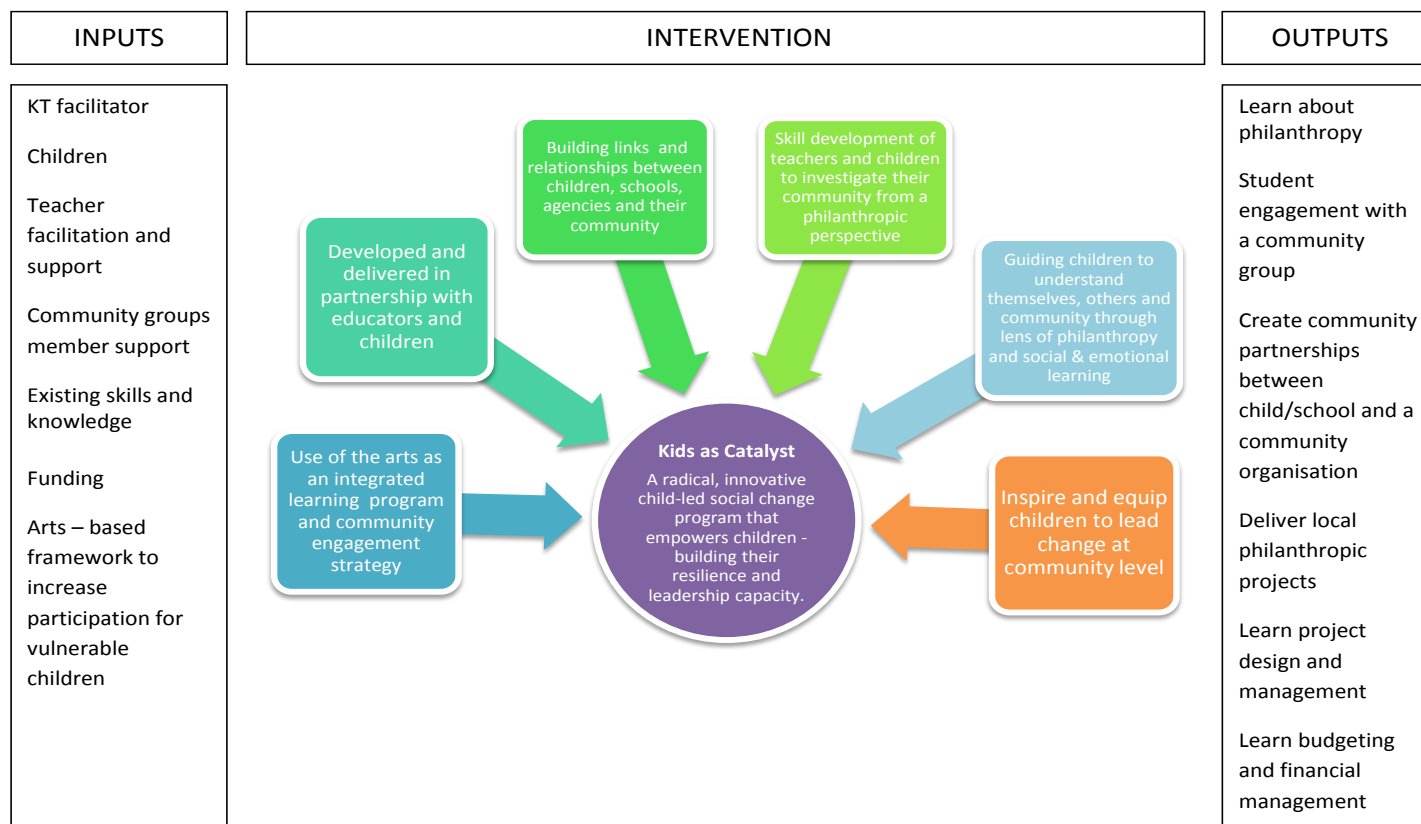 INPUTS
INTERVENTION
OUTPUTS
KT facilitator
Children
Teacher
facilitation and
support
Community groups
member support
Existing skills and
knowledge
Funding
Arts – based
framework to
increase
participation for
vulnerable
children
Use of the arts as
an integrated
learning program
and community
engagement
strategy
Developed and
delivered in
partnership with
educators and
children
Building links and
relationships between
children, schools,
agencies and their
community
Skill development of
teachers and children
to investigate their
community from a
philanthropic
perspective
Guiding children to
understand
themselves, others and
community through
lens of philanthropy
and social & emotional
learning
Inspire and equip
children to lead
change at
community level
Kids as Catalyst
A radical, innovative
child-led social change
program that
empowers children -
building their
resilience and
leadership capacity.
Learn about
philanthropy
Student
engagement with
a community
group
Create community
partnerships
between
child/school and a
community
organisation
Deliver local
philanthropic
projects
Learn project
design and
management
Learn budgeting
and financial
management